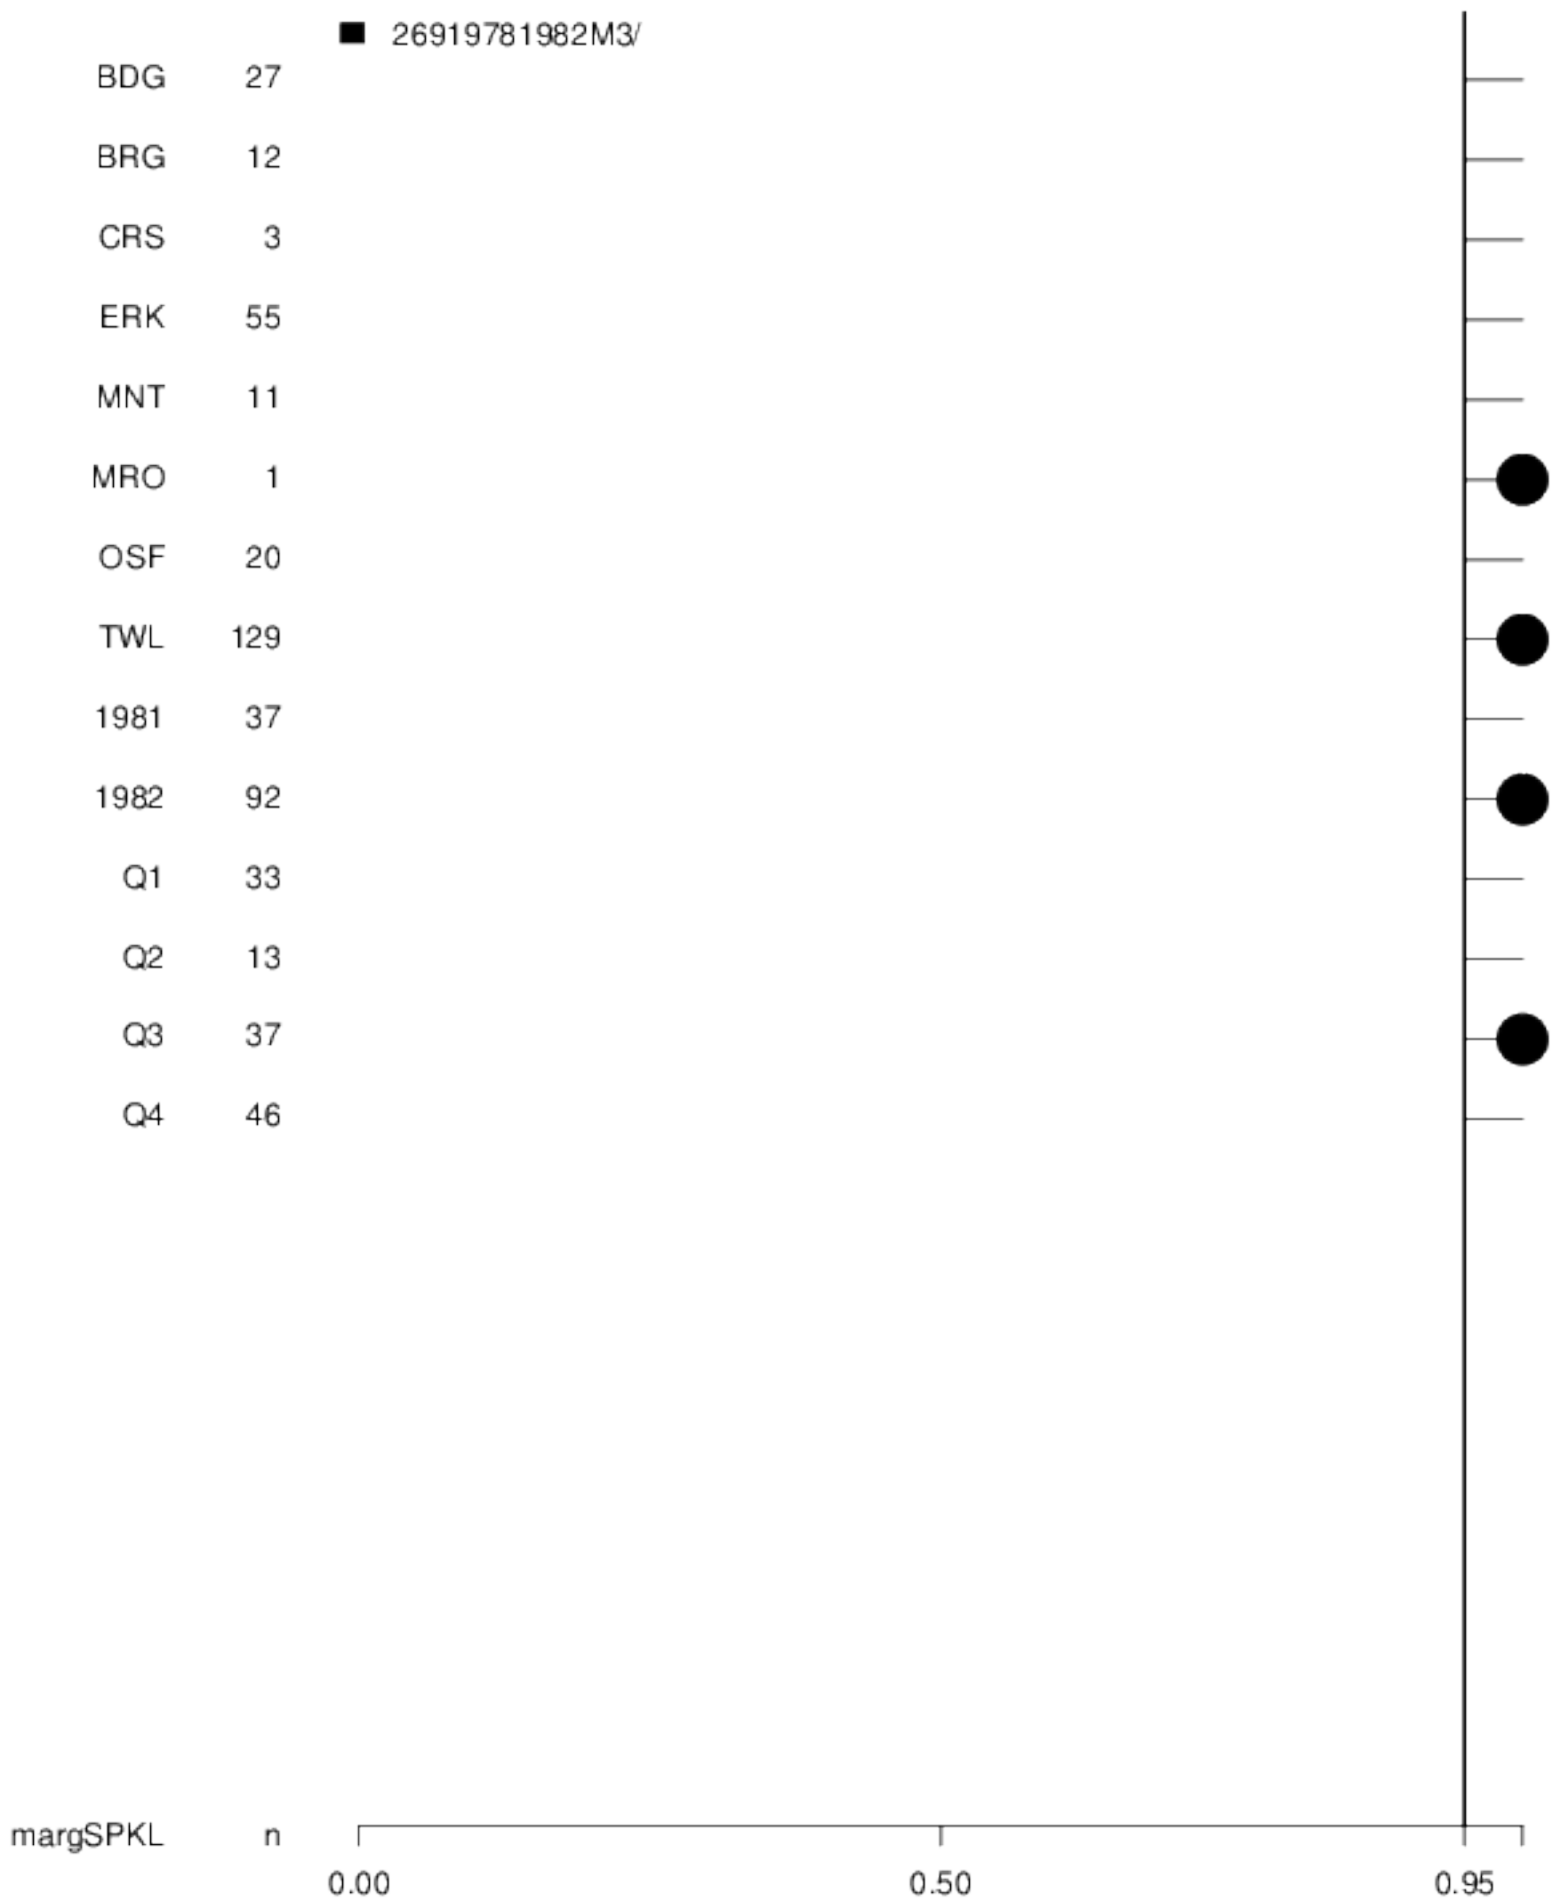 26919781982M3/
BDG 27
BRG 12
CRS 3
ERK 55
MNT 11
MRO 1
OSF 20
TWL 129
1981 37
1982 92
Q1 33
Q2 13
Q3 37
Q4 46
margSPKL n
0.00 0.50 0.95